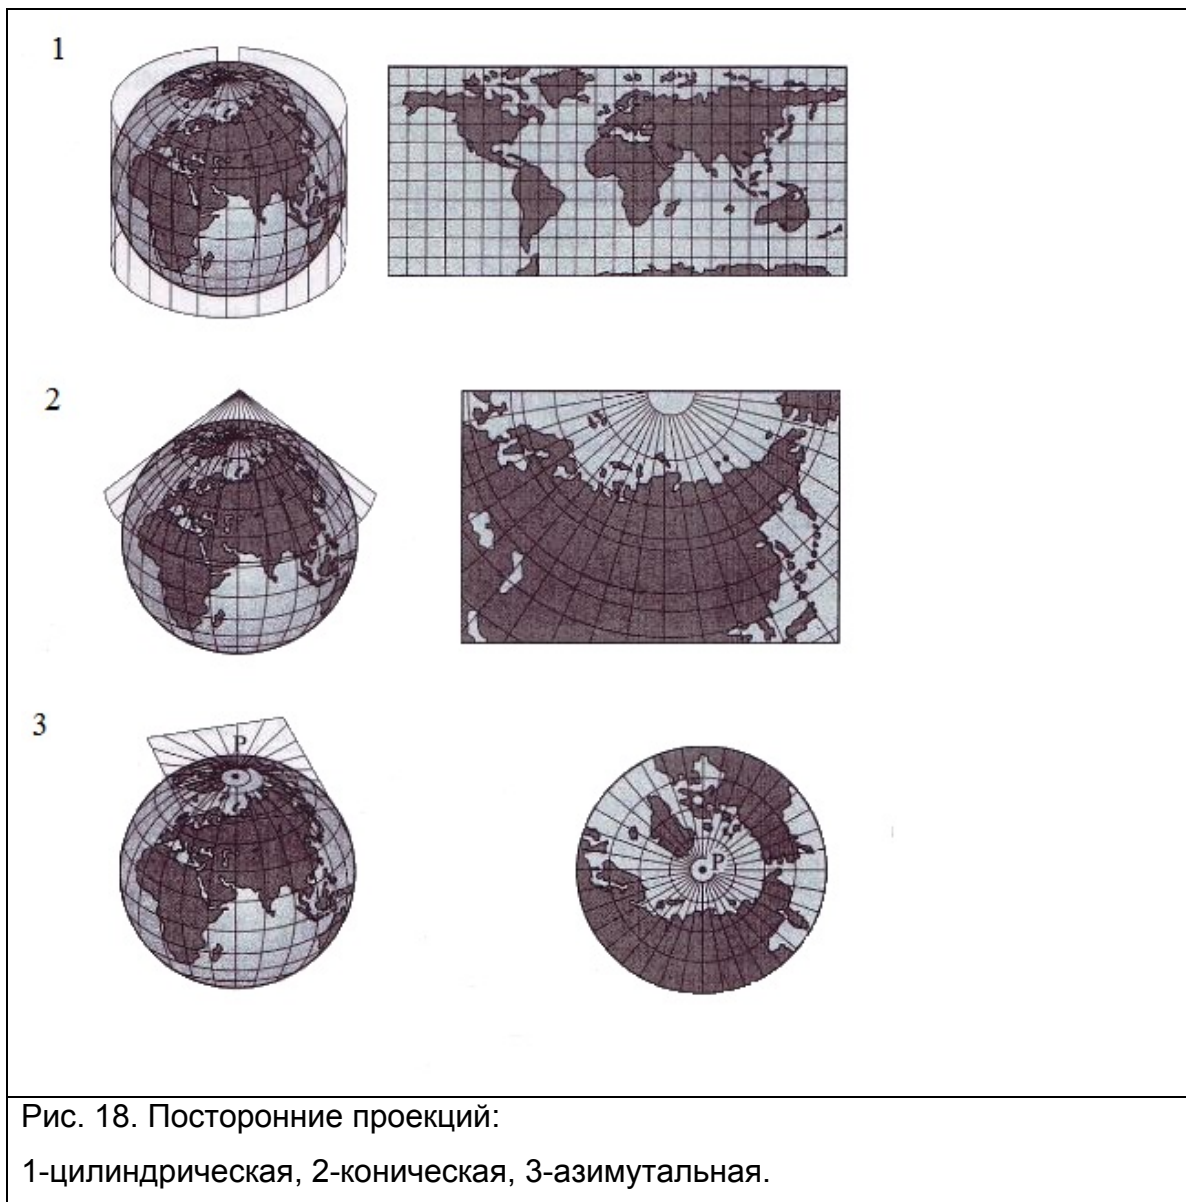 1
2
3
P
P
Рис. 18. Посторонние проекций:
1-цилиндрическая, 2-коническая, 3-азимутальная.